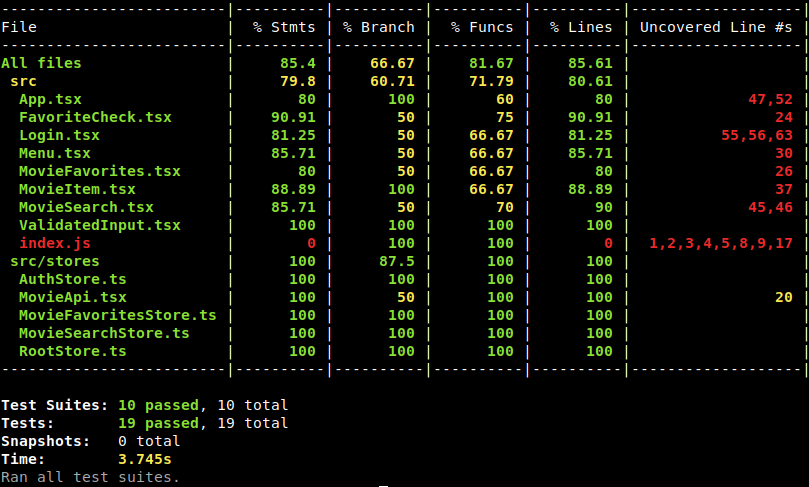 -------------------------|----------|----------|----------|----------|-------------------|
File                     |  % Stmts | % Branch |  % Funcs |  % Lines | Uncovered Line #s |
-------------------------|----------|----------|----------|----------|-------------------|
All files                |     85.4 |    66.67 |    81.67 |    85.61 |                   |
 src                     |     79.8 |    60.71 |    71.79 |    80.61 |                   |
  App.tsx                |       80 |      100 |       60 |       80 |             47,52 |
  FavoriteCheck.tsx      |    90.91 |       50 |       75 |    90.91 |                24 |
  Login.tsx              |    81.25 |       50 |    66.67 |    81.25 |          55,56,63 |
  Menu.tsx               |    85.71 |       50 |    66.67 |    85.71 |                30 |
  MovieFavorites.tsx     |       80 |       50 |    66.67 |       80 |                26 |
  MovieItem.tsx          |    88.89 |      100 |    66.67 |    88.89 |                37 |
  MovieSearch.tsx        |    85.71 |       50 |       70 |       90 |             45,46 |
  ValidatedInput.tsx     |      100 |      100 |      100 |      100 |                   |
  index.js               |        0 |      100 |      100 |        0 |  1,2,3,4,5,8,9,17 |
 src/stores              |      100 |     87.5 |      100 |      100 |                   |
  AuthStore.ts           |      100 |      100 |      100 |      100 |                   |
  MovieApi.tsx           |      100 |       50 |      100 |      100 |                20 |
  MovieFavoritesStore.ts |      100 |      100 |      100 |      100 |                   |
  MovieSearchStore.ts    |      100 |      100 |      100 |      100 |                   |
  RootStore.ts           |      100 |      100 |      100 |      100 |                   |
-------------------------|----------|----------|----------|----------|-------------------|
Test Suites: 10 passed, 10 total
Tests:       19 passed, 19 total
Snapshots:   0 total
Time:        3.745s
Ran all test suites.